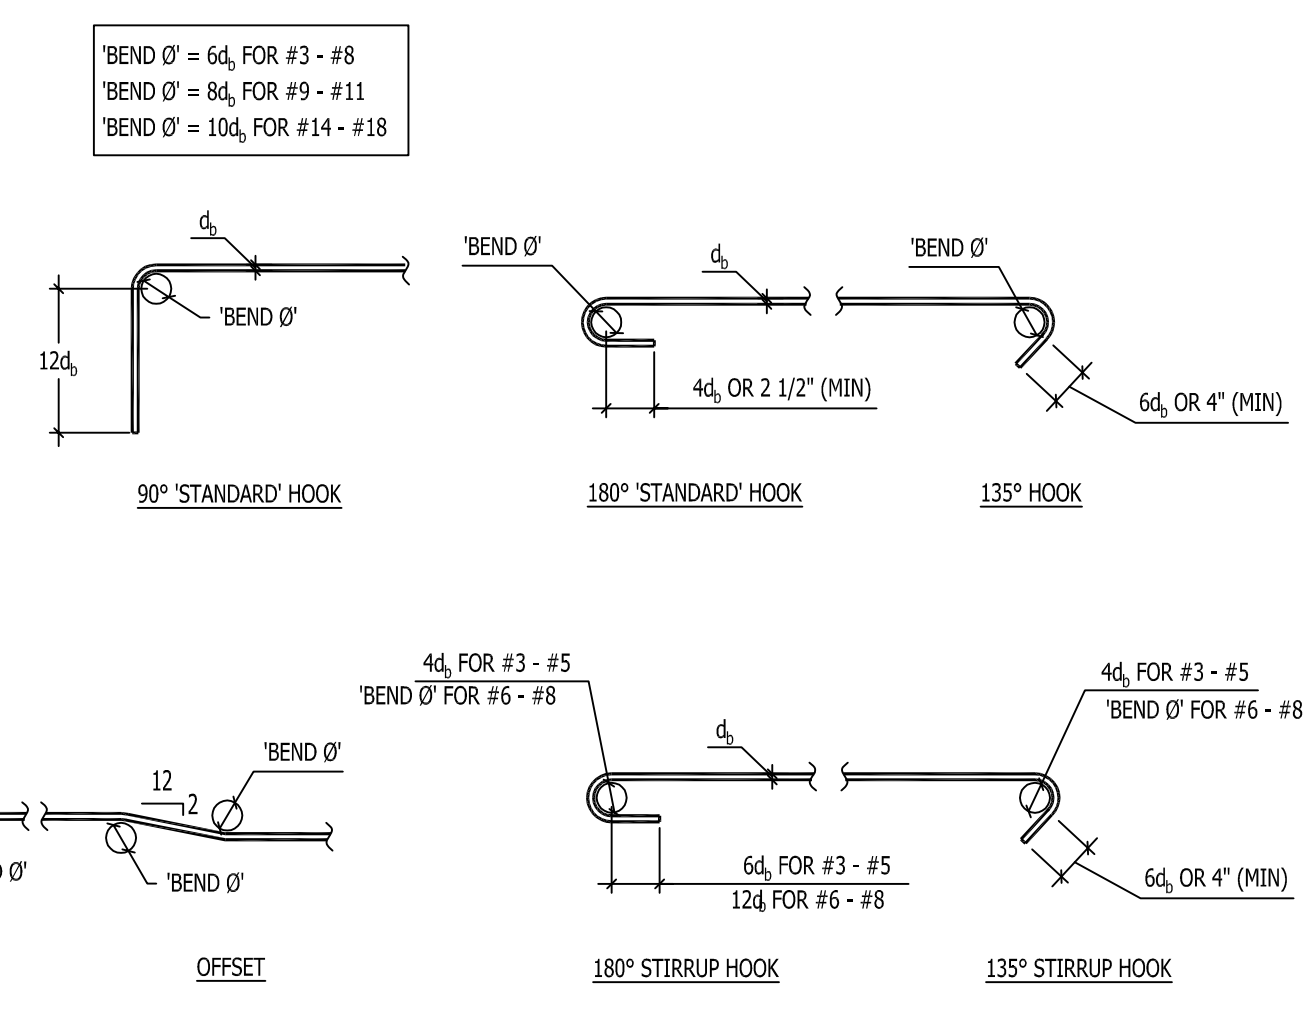 'BEND Ø' = 6db FOR #3 - #8
'BEND Ø' = 8db FOR #9 - #11
'BEND Ø' = 10db FOR #14 - #18
db
'BEND Ø'
12db
90° 'STANDARD' HOOK
'BEND Ø'
db
4db OR 2 1/2" (MIN)
180° 'STANDARD' HOOK
'BEND Ø'
6db OR 4" (MIN)
135° HOOK
12
2
'BEND Ø'
'BEND Ø'
Ø'
OFFSET
4db FOR #3 - #5
'BEND Ø' FOR #6 - #8
db
6db FOR #3 - #5
12db FOR #6 - #8
180° STIRRUP HOOK
4db FOR #3 - #5
'BEND Ø' FOR #6 - #8
6db OR 4" (MIN)
135° STIRRUP HOOK